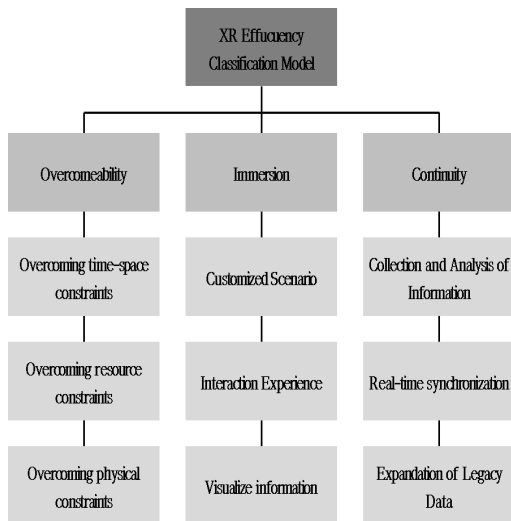 XR Effucuency
Classification Model
Overcomeability
Immersion
Continuity
Overcoming time-space
constraints
Customized Scenario
Collection and Analysis of
Information
Overcoming resource
constraints
Interaction Experience
Real-time synchronization
Overcoming physical
constraints
Visualize information
Expandation of Legacy
Data